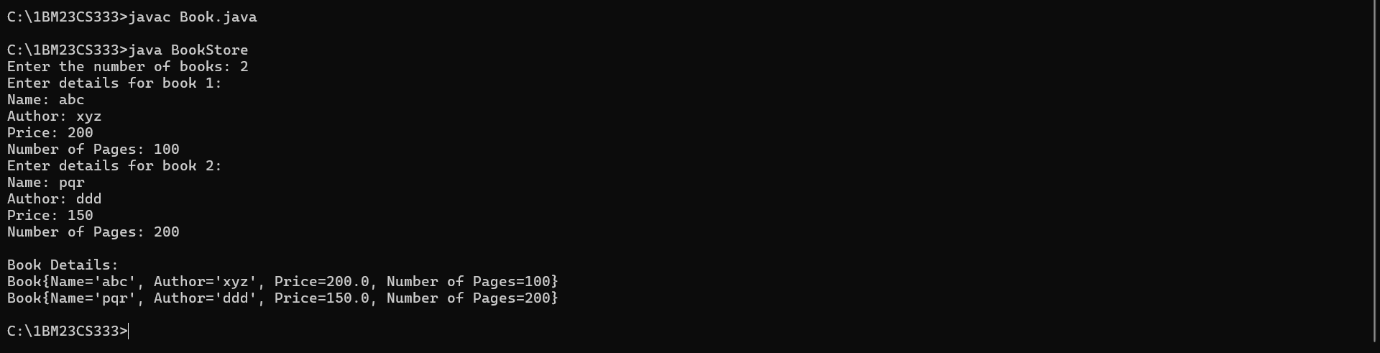 C:\1BM23CS333>javac Book.java
C:\1BM23CS333>java BookStore
Enter the number of books: 2
Enter details for book 1:
Name: abc
Author: xyz
Price: 200
Number of Pages: 100
Enter details for book 2:
Name: pqr
Author: ddd
Price: 150
Number of Pages: 200
Book Details:
Book{Name='abc', Author='xyz', Price=200.0, Number of Pages=100}
Book{Name='pqr', Author='ddd', Price=150.0, Number of Pages=200}
C:\1BM23CS333>